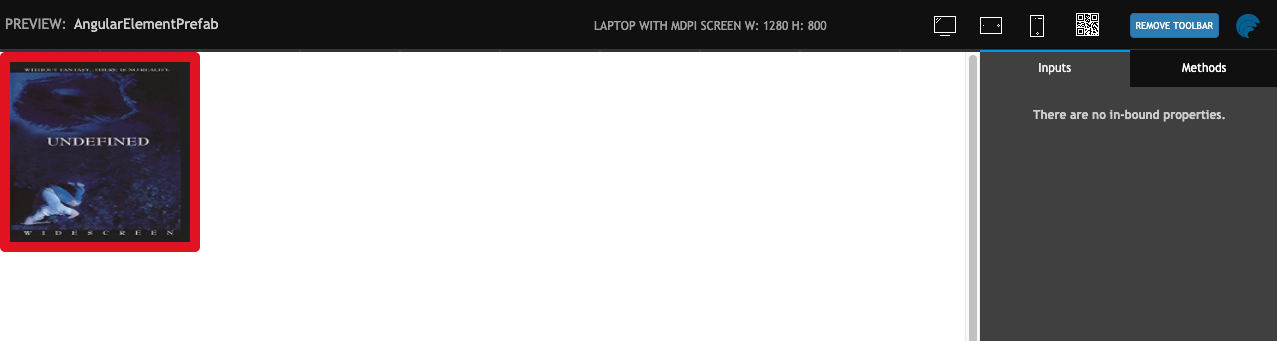 PREVIEW: AngularElementPrefab
LAPTOP WITH MDPI SCREEN W: 1280 H: 800
REMOVE TOOLBAR
Inputs
Methods
There are no in-bound properties.
WITHOUT FANTASY, THERE IS NO REALITY.
UNDEFINED
WIDESCREEN